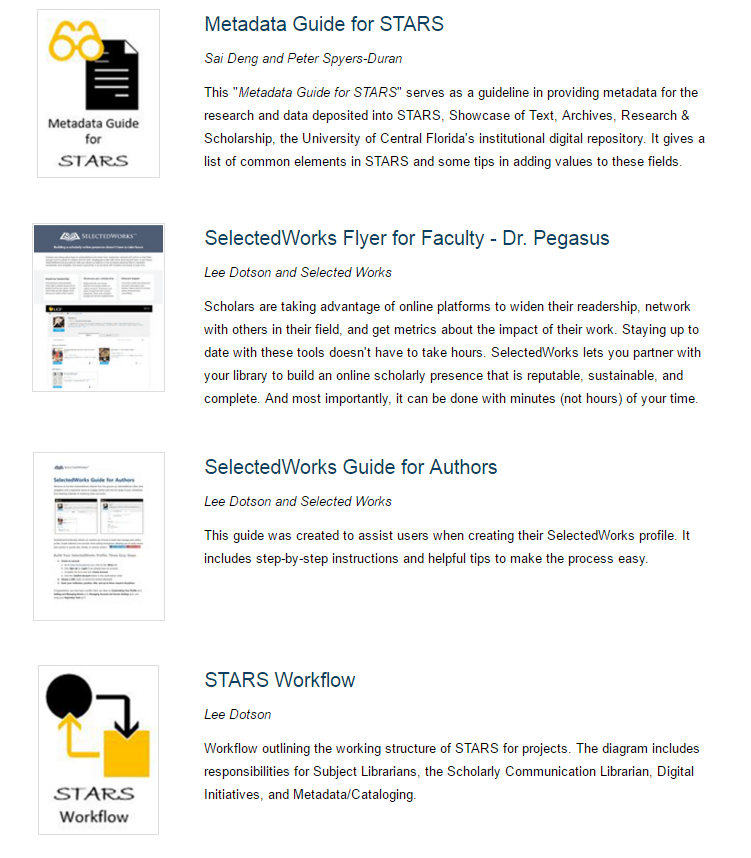 Metadata Guide for STARS
Sai Deng and Peter Spyers-Duran
This "Metadata Guide for STARS" serves as a guideline in providing metadata for the
research and data deposited into STARS, Showcase of Text, Archives, Research &
Scholarship, the University of Central Florida's institutional digital repository. It gives a
list of common elements in STARS and some tips in adding values to these fields.
Metadata Guide
for
STARS
SelectedWorks Flyer for Faculty - Dr. Pegasus
Lee Dotson and Selected Works
Scholars are taking advantage of online platforms to widen their readership, network
with others in their field, and get metrics about the impact of their work. Staying up to
date with these tools doesn't have to take hours. SelectedWorks lets you partner with
your library to build an online scholarly presence that is reputable, sustainable, and
complete. And most importantly, it can be done with minutes (not hours) of your time.
SELECTEDWORKS
SelectedWorks Guide for Authors
Lee Dotson and Selected Works
This guide was created to assist users when creating their SelectedWorks profile. It
includes step-by-step instructions and helpful tips to make the process easy.
SelectedWorks Guide for Authors
STARS Workflow
Lee Dotson
Workflow outlining the working structure of STARS for projects. The diagram includes
responsibilities for Subject Librarians, the Scholarly Communication Librarian, Digital
Initiatives, and Metadata/Cataloging.
STARS
Workflow